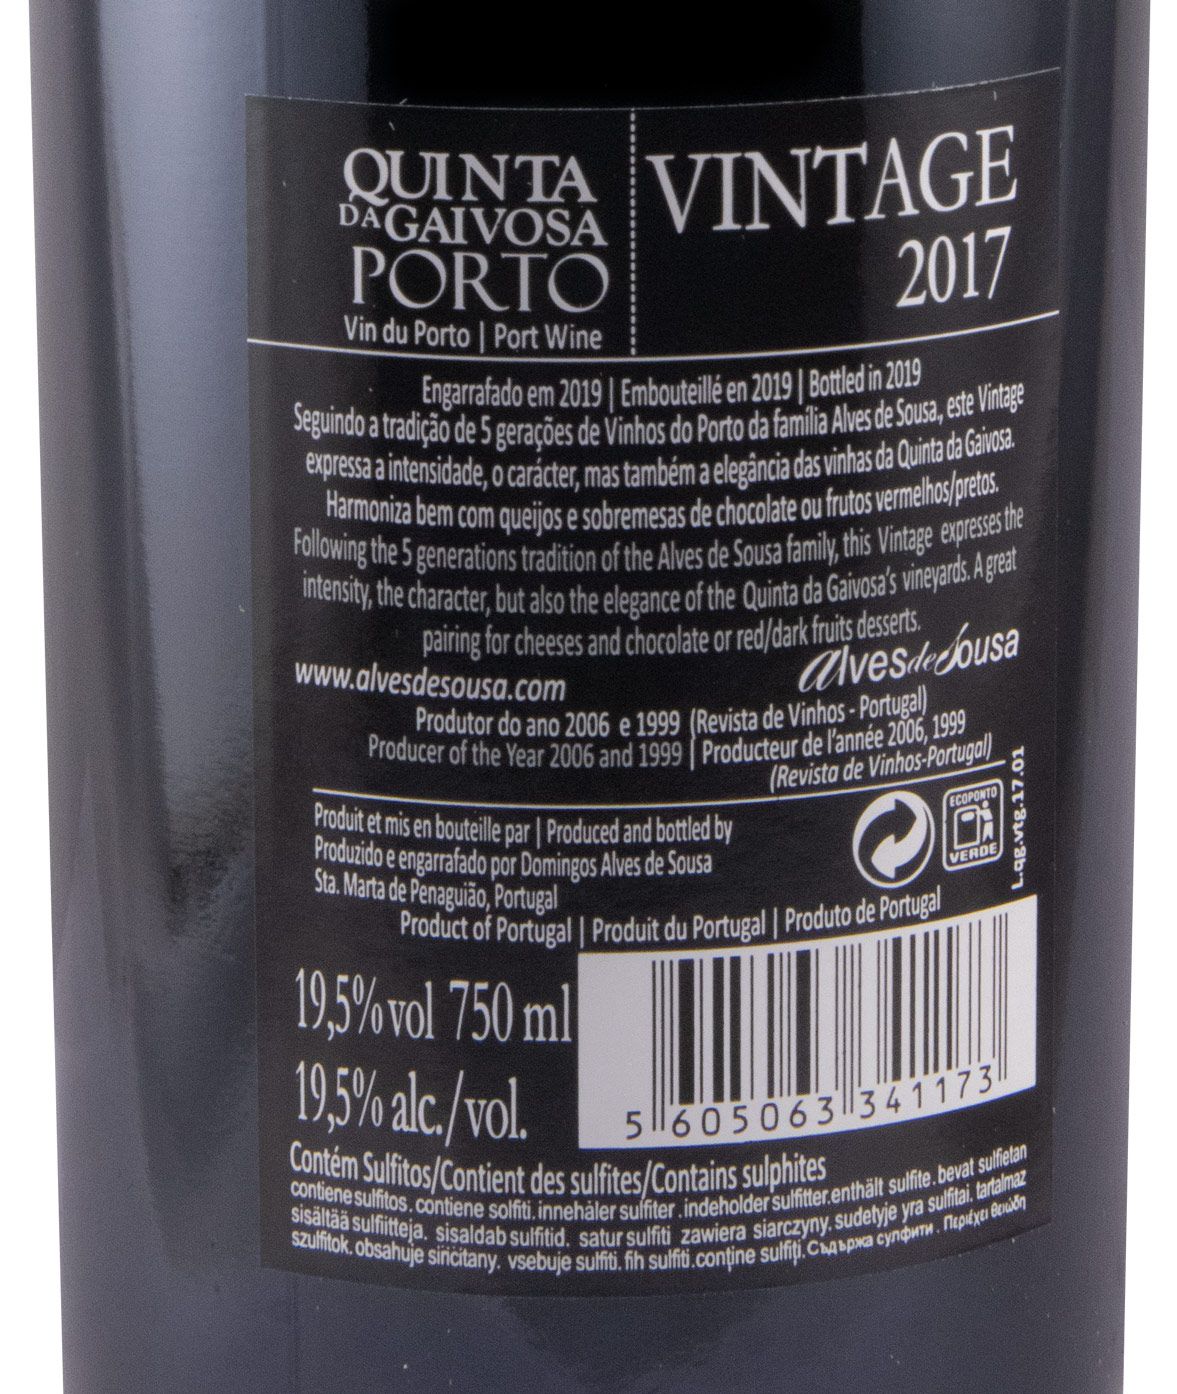 QUINTA
DA GAIVOSA
PORTO
Vin du Porto | Port Wine
VINTAGE
2017
Engarrafado em 2019 | Embouteillé en 2019 | Bottled in 2019
Seguindo a tradição de 5 gerações de Vinhos do Porto da família Alves de Sousa, este Vintage
expressa a intensidade, o carácter, mas também a elegância das vinhas da Quinta da Gaivosa.
Harmoniza bem com queijos e sobremesas de chocolate ou frutos vermelhos/pretos.
Following the 5 generations tradition of the Alves de Sousa family, this Vintage expresses the
intensity, the character, but also the elegance of the Quinta da Gaivosa's vineyards. A great
pairing for cheeses and chocolate or red/dark fruits desserts.
www.alvesdesousa.com
Alves de Sousa
Produtor do ano 2006 e 1999 (Revista de Vinhos - Portugal)
Producer of the Year 2006 and 1999 | Producteur de l'année 2006, 1999
(Revista de Vinhos-Portugal)
Produit et mis en bouteille par | Produced and bottled by
Produzido e engarrafado por Domingos Alves de Sousa
Sta. Marta de Penaguião, Portugal
Product of Portugal | Produit du Portugal | Produto de Portugal
ECOPONTO
VERDE
L.qg.vtg.17.01
19,5% vol 750 ml
19,5% alc./vol.
5 605063 341173
Contém Sulfitos/Contient des sulfites/Contains sulphites
contiene sulfitos. contiene solfiti. innehåler sulfiter. indeholder sulfitter. enthält sulfite. bevat sulfietan
sisältää sulfiitteja. sisaldab sulfitid. satur sulfiti zawiera siarczyny. sudetyje yra sulfitai. tartalmaz
szulfitok. obsahuje siričitany. vsebuje sulfiti. fih sulfiti. conține sulfiți. Съдържа сулфити. Περιέχει θειώδη